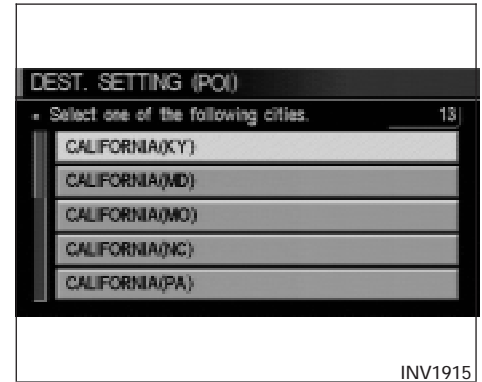 DEST. SETTING (POI)
Select one of the following cities. 13
CALIFORNIA(KY)
CALIFORNIA(MD)
CALIFORNIA(MO)
CALIFORNIA(NC)
CALIFORNIA(PA)
INV1915